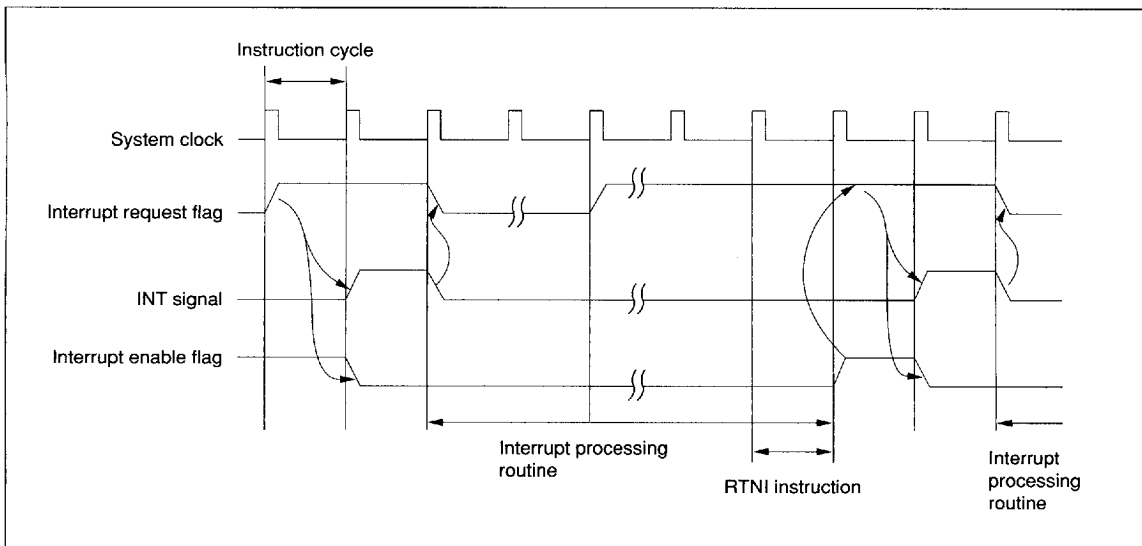 Instruction cycle
System clock
Interrupt request flag
INT signal
Interrupt enable flag
Interrupt processing
routine
RTNI instruction
Interrupt
processing
routine